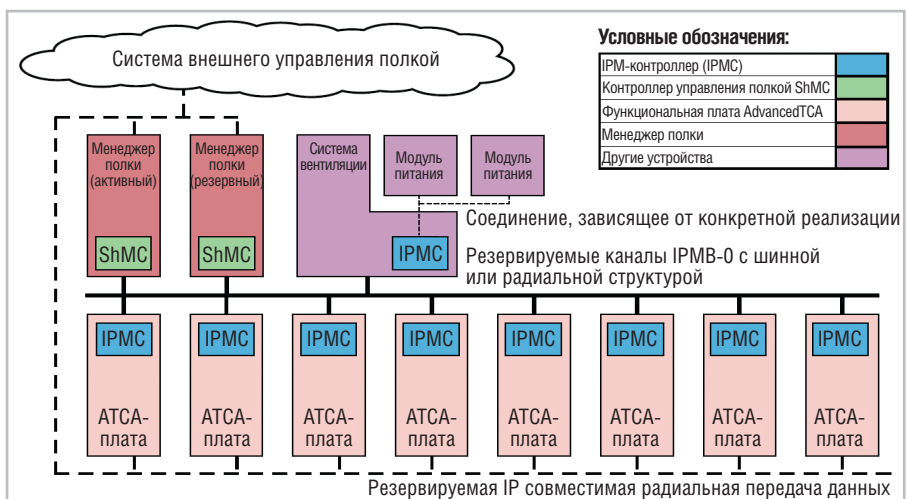 Система внешнего управления полкой
Условные обозначения:
IPM-контроллер (IPMC)
Контроллер управления полкой ShMC
Функциональная плата AdvancedTCA
Менеджер полки
Другие устройства
Менеджер
полки
(активный)
Менеджер
полки
(резервный)
Система
вентиляции
Модуль
питания
Модуль
питания
Соединение, зависящее от конкретной реализации
ShMC
ShMC
IPMC
Резервируемые каналы IPMB-0 с шинной
или радиальной структурой
IPMC
IPMC
IPMC
IPMC
IPMC
IPMC
IPMC
IPMC
АТСА-
плата
АТСА-
плата
АТСА-
плата
АТСА-
плата
АТСА-
плата
АТСА-
плата
АТСА-
плата
АТСА-
плата
Резервируемая IP совместимая радиальная передача данных